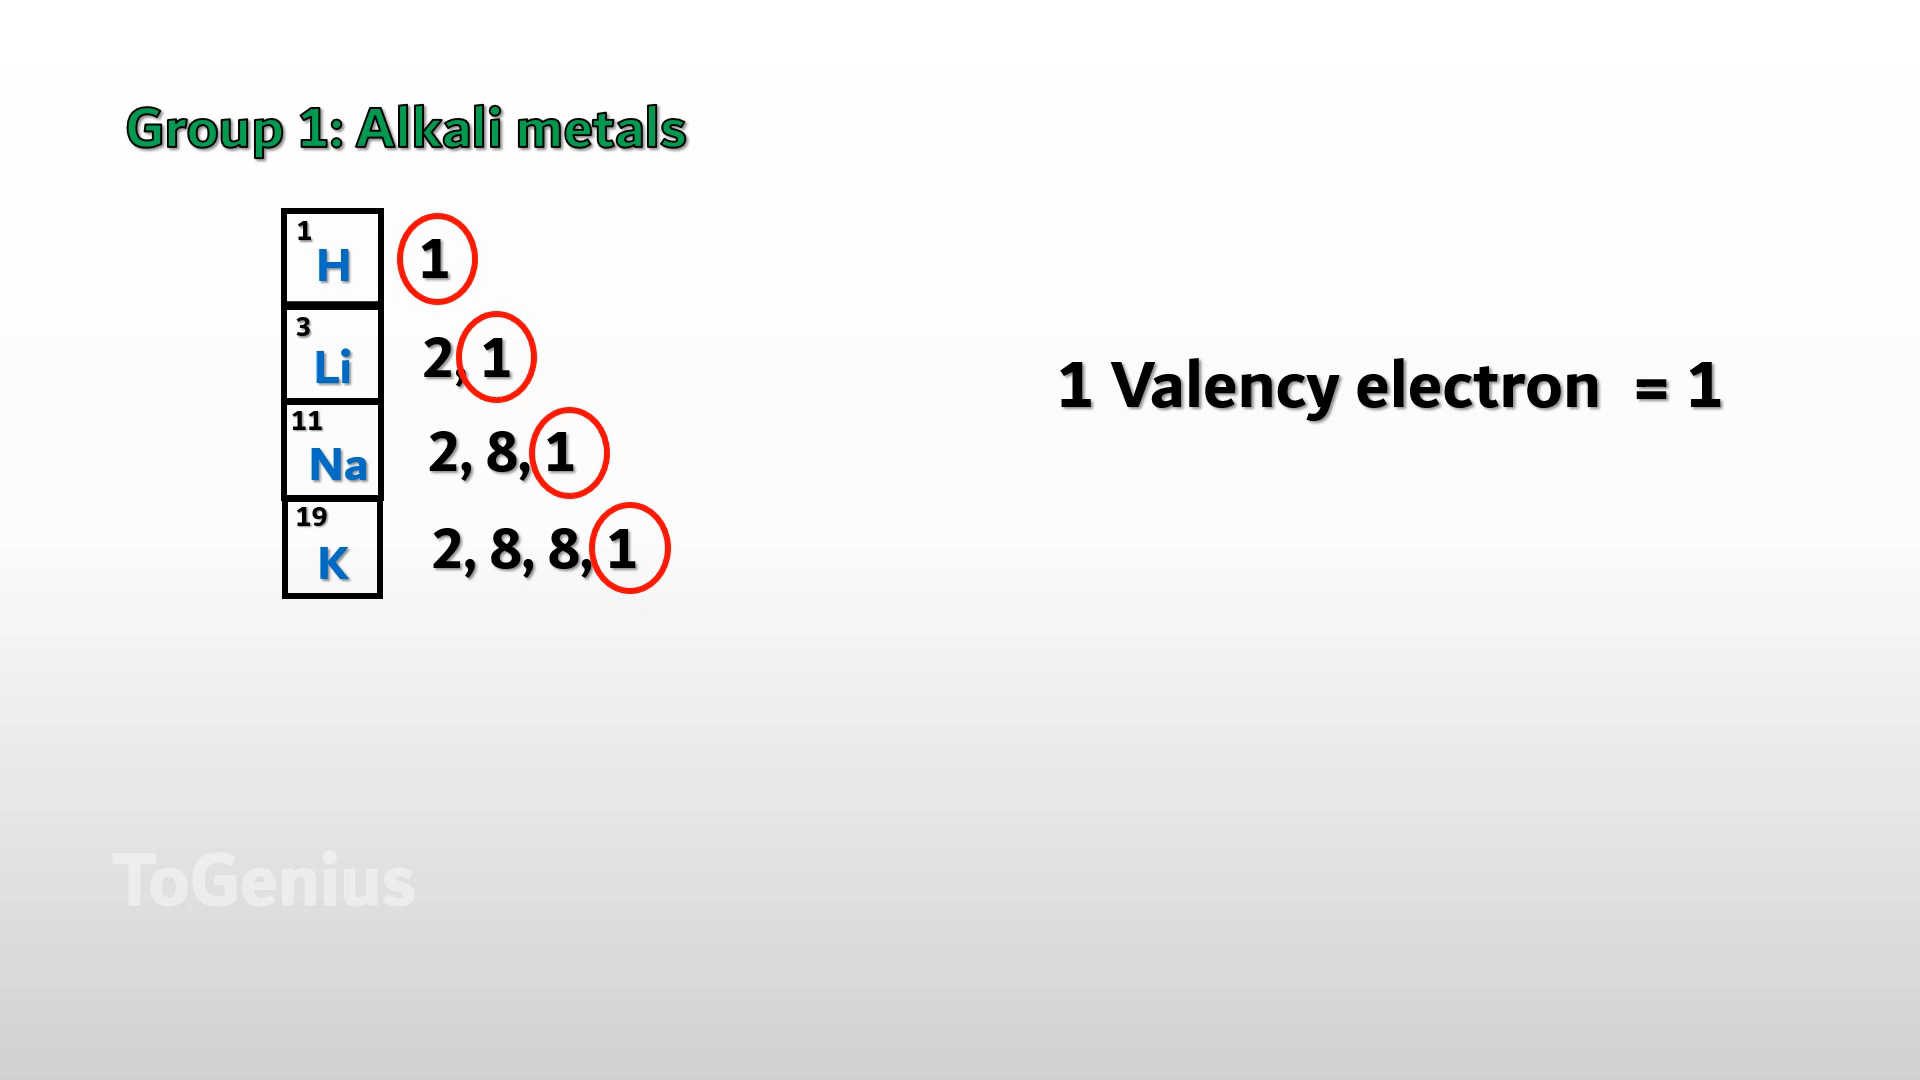 Group 1: Alkali metals
1
H
1
3
Li
2, 1
11
Na
2, 8, 1
19
K
2, 8, 8, 1
1 Valency electron = 1
ToGenius